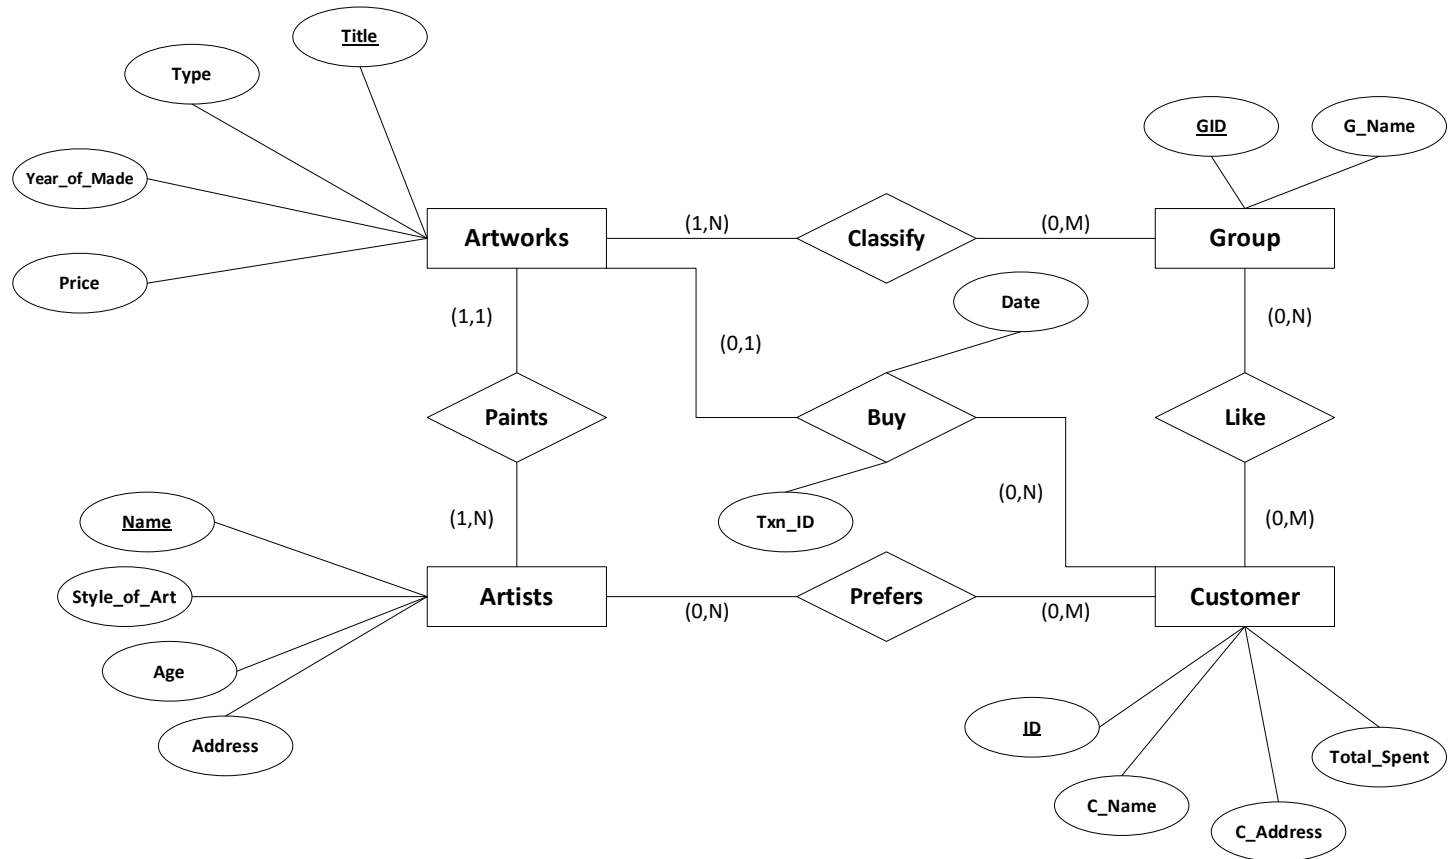 Title
Type
GID
G_Name
Year_of_Made
(1,N)
(0,M)
Artworks
Classify
Group
Price
Date
(1,1)
(0,N)
(0,1)
Paints
Buy
Like
(0,N)
(1,N)
(0,M)
Name
Txn_ID
Style_of_Art
Artists
Prefers
Customer
(0,N)
(0,M)
Age
ID
Address
Total_Spent
C_Name
C_Address